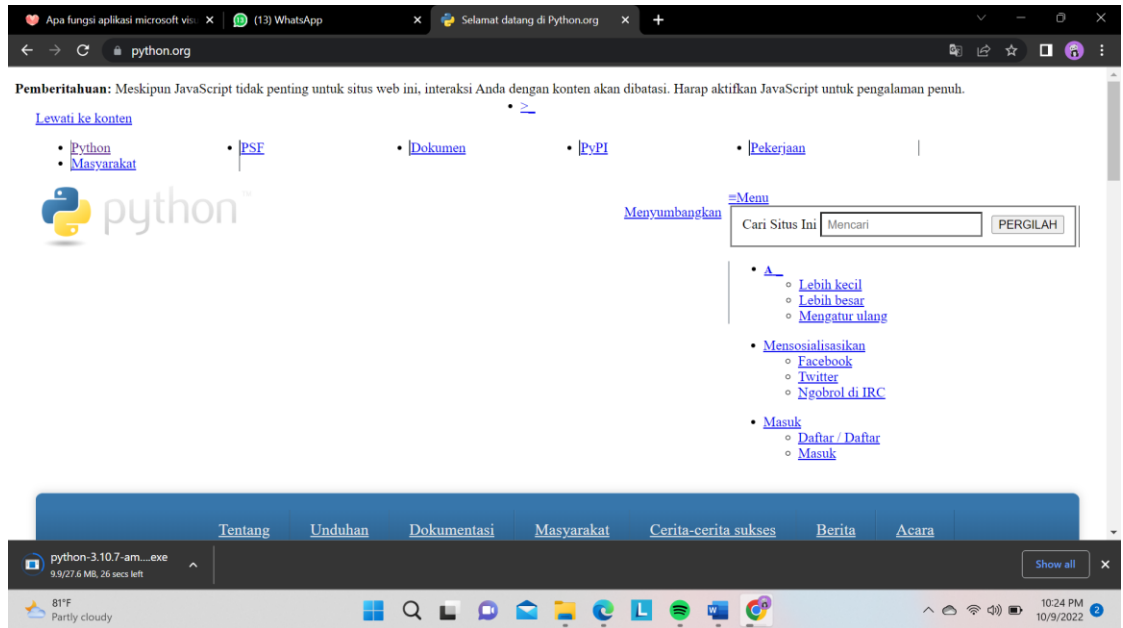 Apa fungsi aplikasi microsoft visu
(13) WhatsApp
Selamat datang di Python.org
python.org
Pemberitahuan: Meskipun JavaScript tidak penting untuk situs web ini, interaksi Anda dengan konten akan dibatasi. Harap aktifkan JavaScript untuk pengalaman penuh.
>_
Lewati ke konten
Python
PSF
Dokumen
PyPI
Pekerjaan
Masyarakat
python™
Menyumbangkan
≡Menu
Cari Situs Ini Mencari PERGILAH
A_
Lebih kecil
Lebih besar
Mengatur ulang
Mensosialisasikan
Facebook
Twitter
Ngobrol di IRC
Masuk
Daftar / Daftar
Masuk
Tentang Unduhan Dokumentasi Masyarakat Cerita-cerita sukses Berita Acara
python-3.10.7-am....exe
9.9/27.6 MB, 26 secs left
Show all
81°F
Partly cloudy
10:24 PM
10/9/2022
2